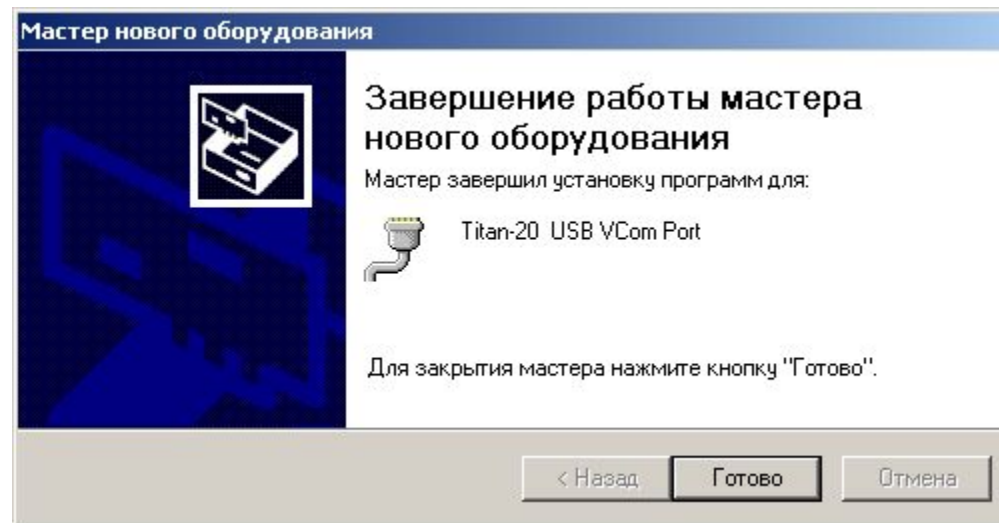 Мастер нового оборудования
Завершение работы мастера
нового оборудования
Мастер завершил установку программ для:
Titan-20 USB VCom Port
Для закрытия мастера нажмите кнопку "Готово".
< Назад
Готово
Отмена